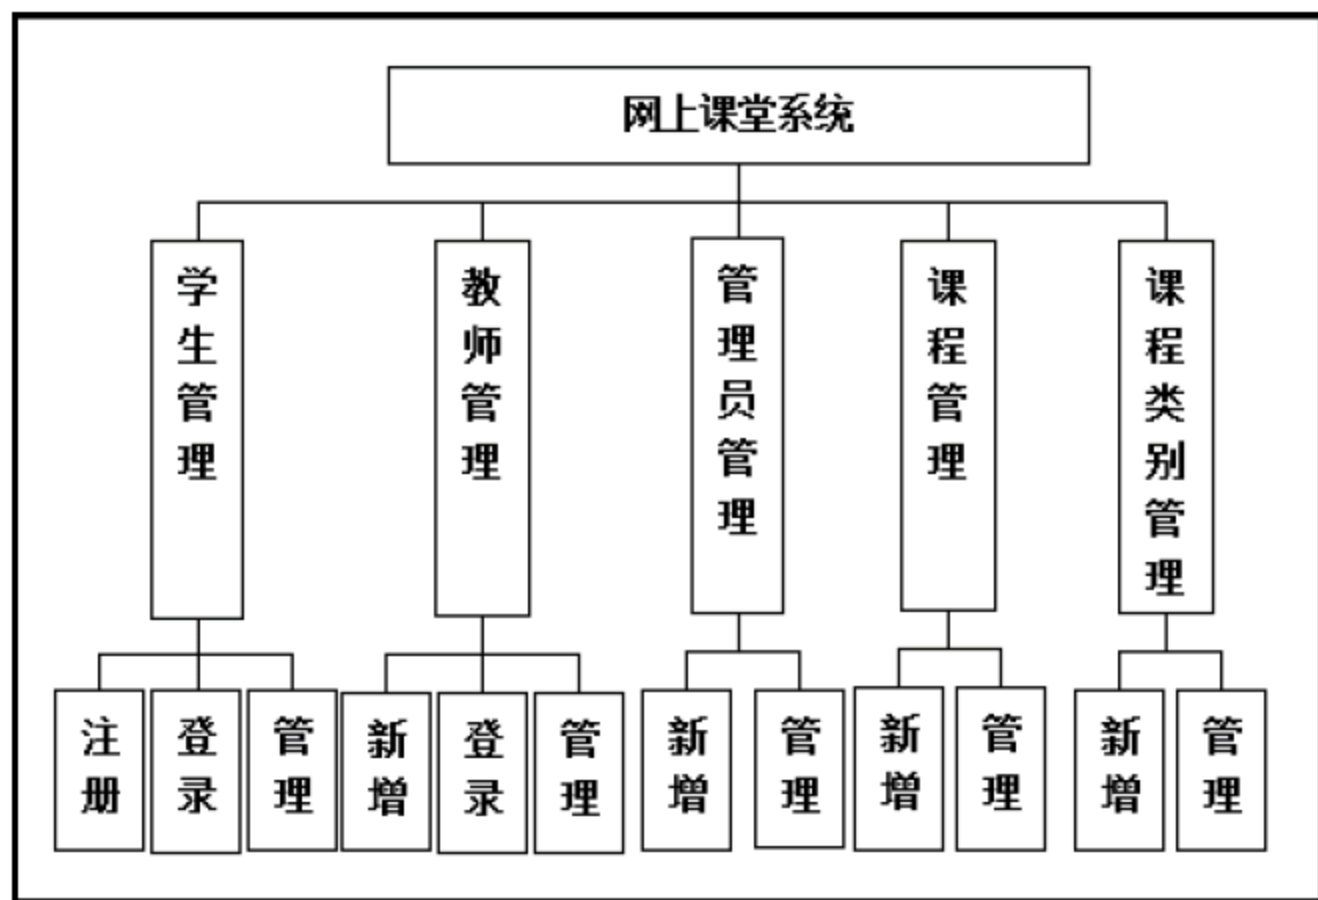 网上课堂系统
学生管理
教师管理
管理员管理
课程管理
课程类别管理
注册
登录
管理
新增
登录
管理
新增
管理
新增
管理
新增
管理